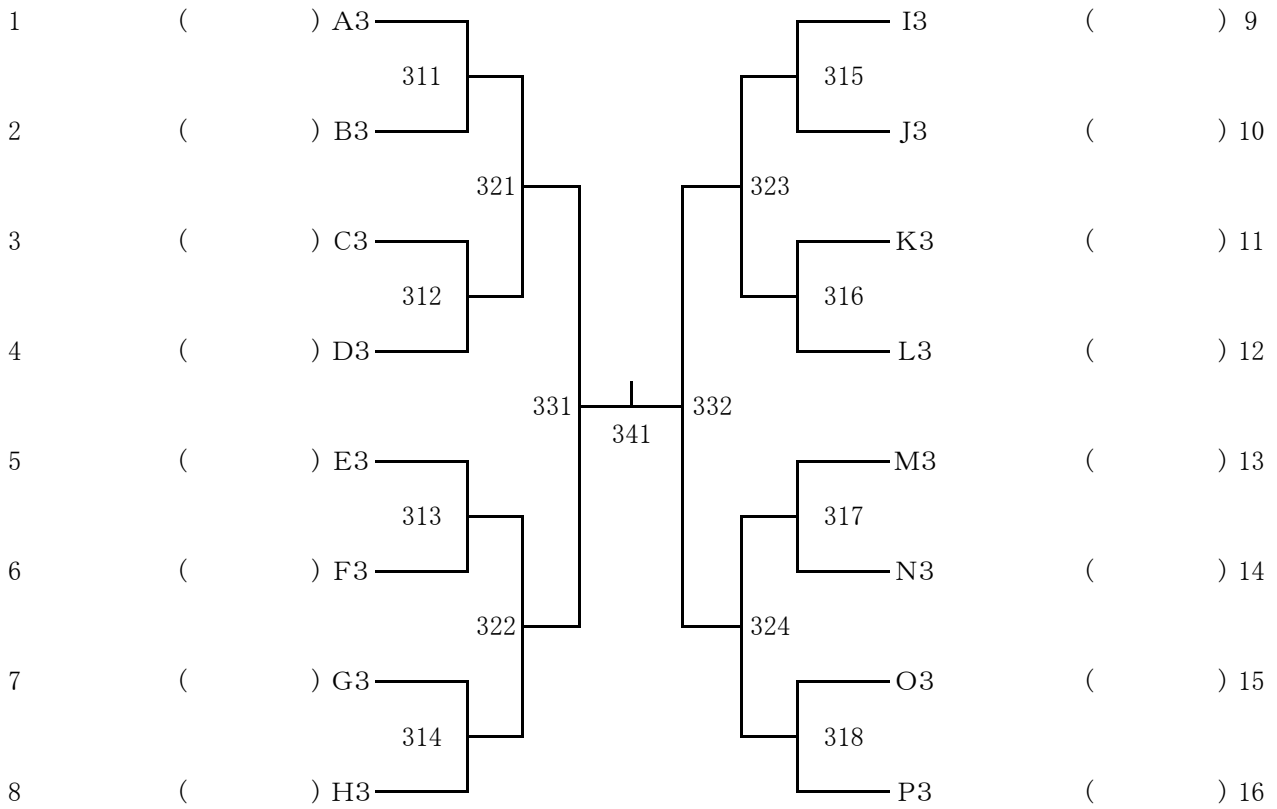 1 ( ) A3 I3 ( ) 9
311 315
2 ( ) B3 J3 ( ) 10
321 323
3 ( ) C3 K3 ( ) 11
312 316
4 ( ) D3 L3 ( ) 12
331 332
341
5 ( ) E3 M3 ( ) 13
313 317
6 ( ) F3 N3 ( ) 14
322 324
7 ( ) G3 O3 ( ) 15
314 318
8 ( ) H3 P3 ( ) 16